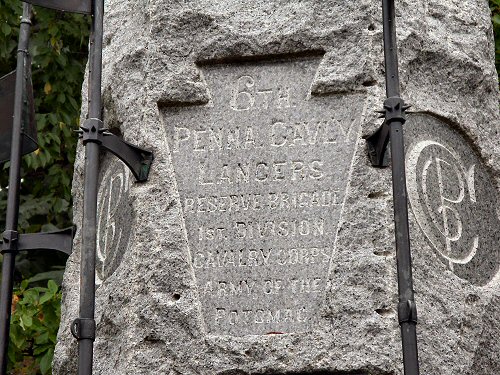 6TH
PENNA CAVLY
LANCERS
RESERVE BRIGADE
1ST DIVISION
CAVALRY CORPS
ARMY OF THE
POTOMAC